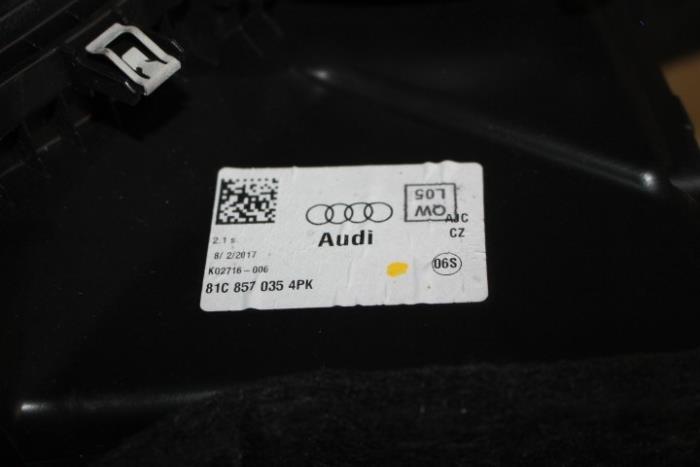 QW
L05
AJC
CZ
Audi
2.1 s
8/ 2/2017
06S
K02716-006
81C 857 035 4PK